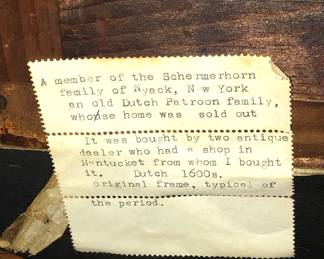 A member of the Schermerhorn
family of Nyack, New York
an old Dutch Patroon family,
whose home was sold out
It was bought by two antique
dealer who had a shop in
Nantucket from whom I bought
it. Dutch 1600s.
original frame, typical of
the period.